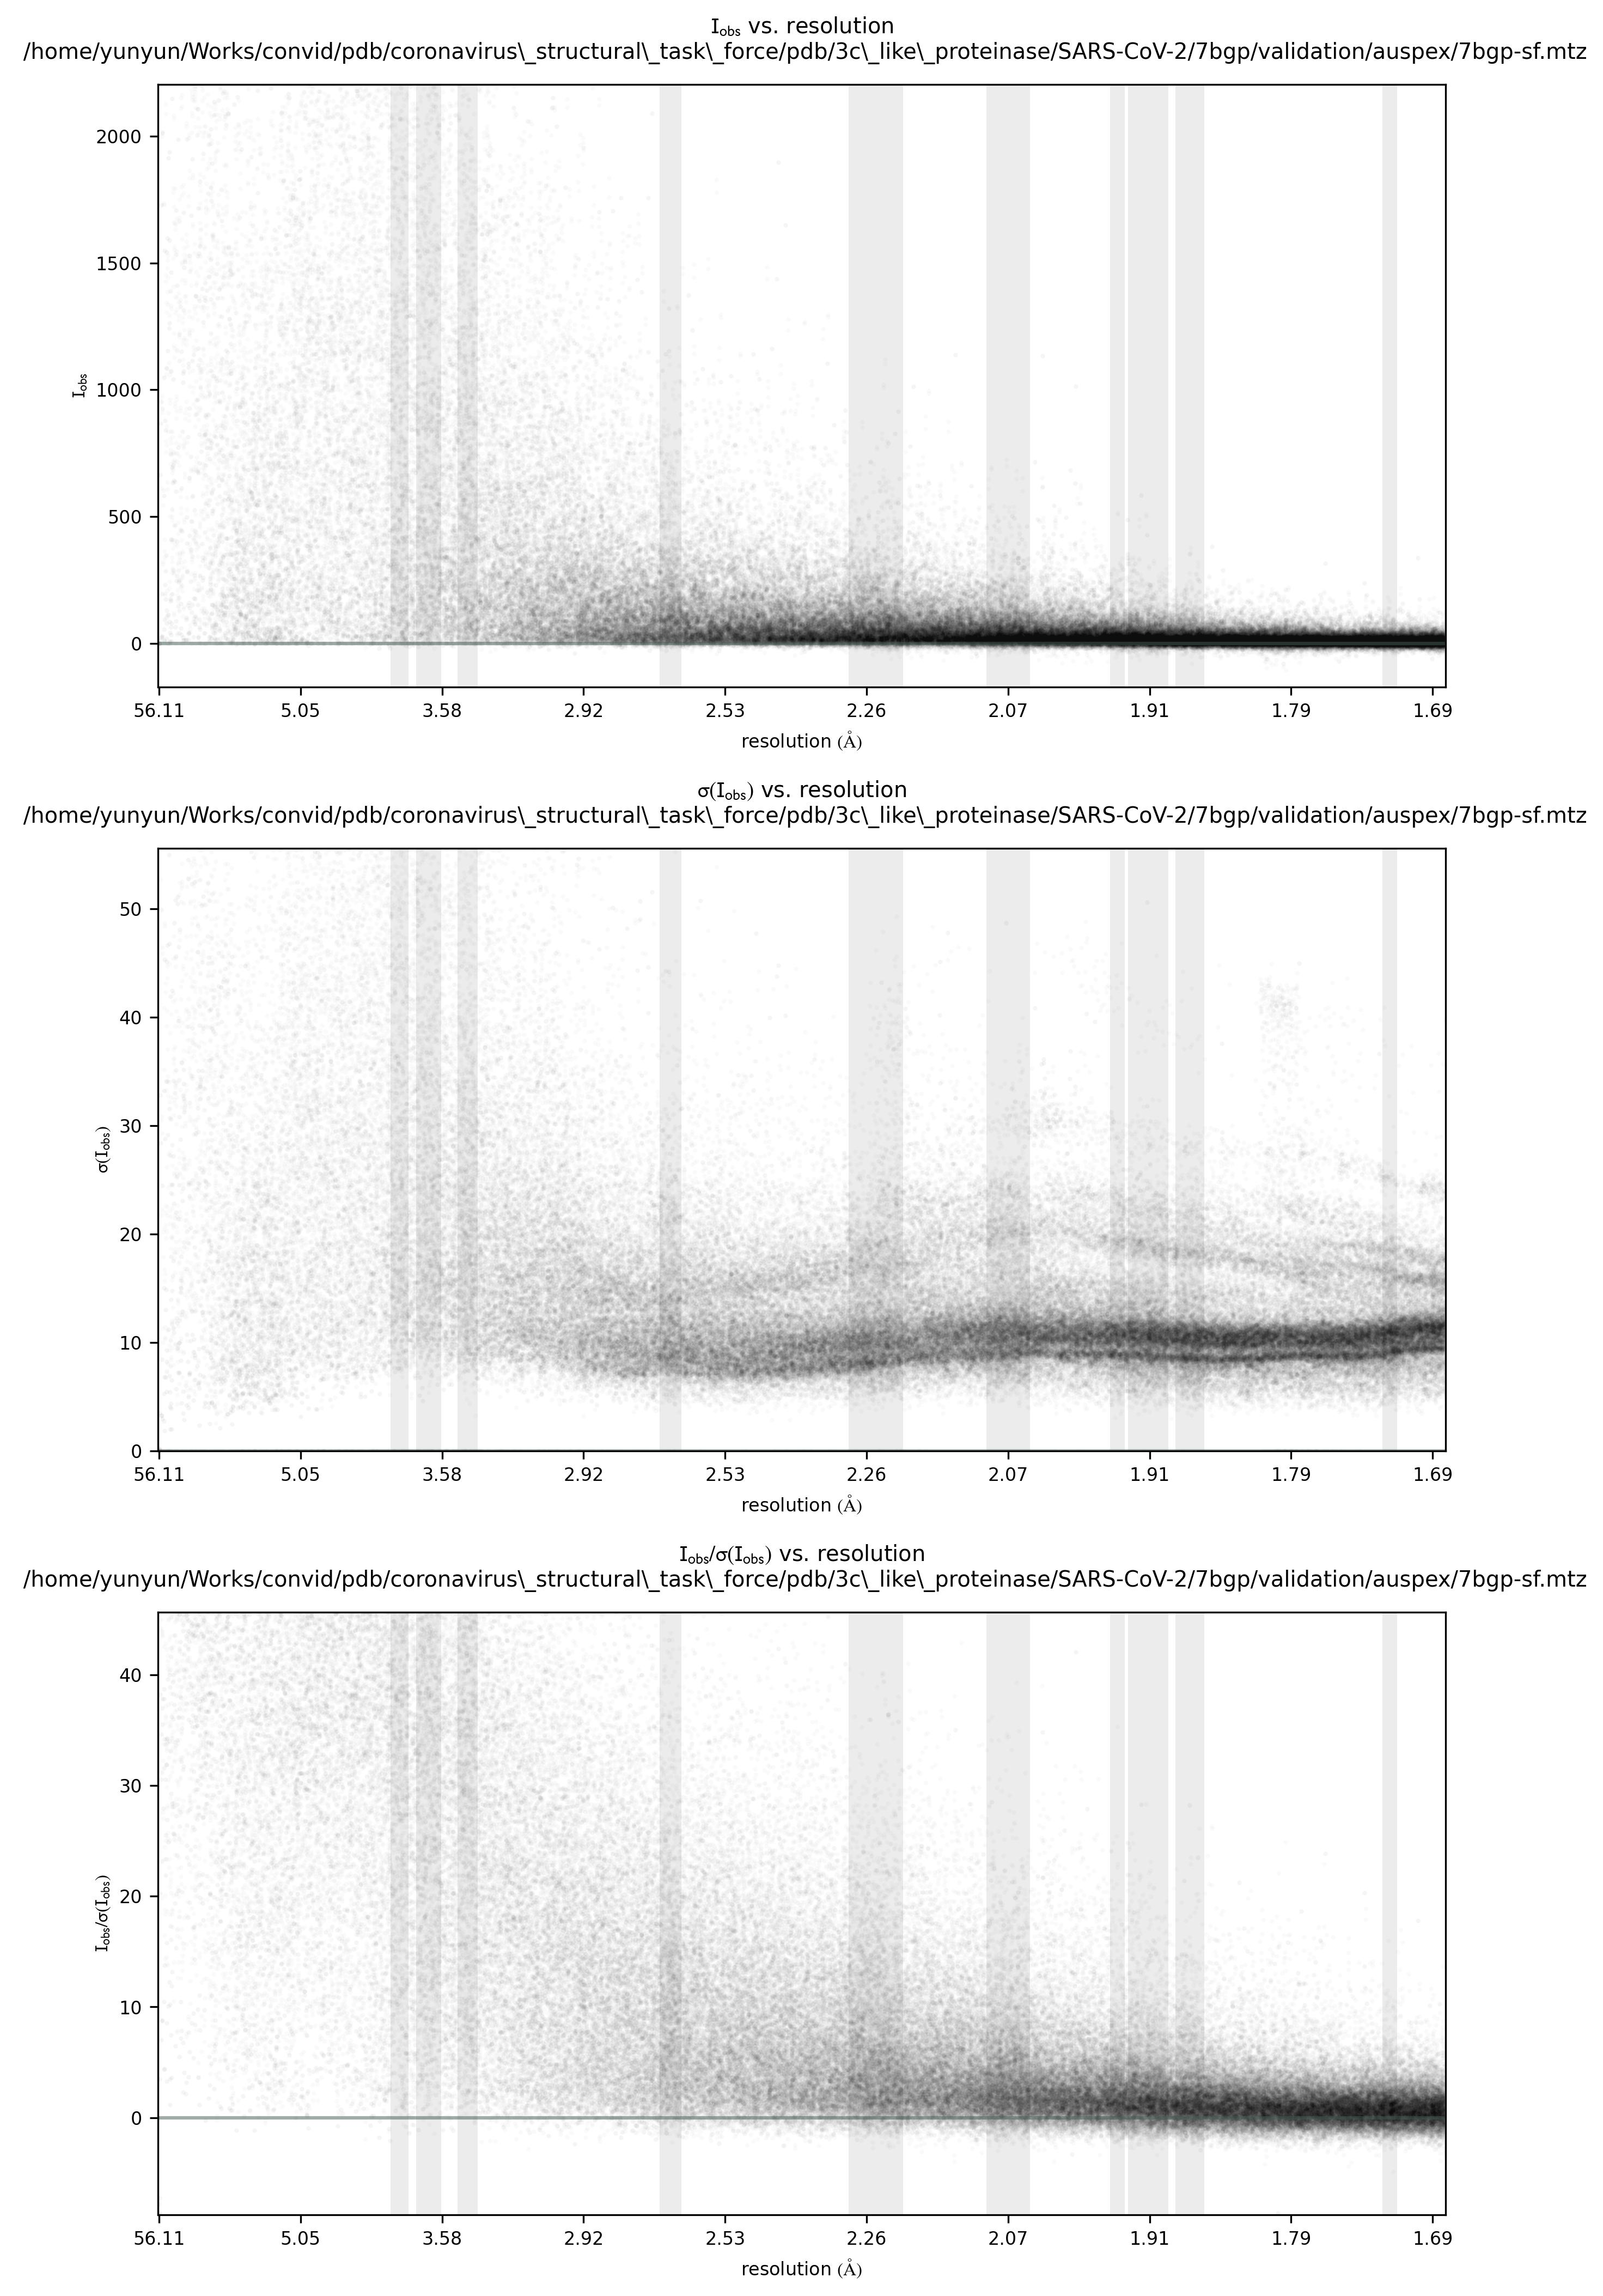 I_obs vs. resolution
/home/yunyun/Works/convid/pdb/coronavirus\_structural\_task\_force/pdb/3c\_like\_proteinase/SARS-CoV-2/7bgp/validation/auspex/7bgp-sf.mtz
2000
1500
1000
500
0
I_obs
56.11 5.05 3.58 2.92 2.53 2.26 2.07 1.91 1.79 1.69
resolution (Å)
σ(I_obs) vs. resolution
/home/yunyun/Works/convid/pdb/coronavirus\_structural\_task\_force/pdb/3c\_like\_proteinase/SARS-CoV-2/7bgp/validation/auspex/7bgp-sf.mtz
50
40
30
20
10
0
σ(I_obs)
56.11 5.05 3.58 2.92 2.53 2.26 2.07 1.91 1.79 1.69
resolution (Å)
I_obs/σ(I_obs) vs. resolution
/home/yunyun/Works/convid/pdb/coronavirus\_structural\_task\_force/pdb/3c\_like\_proteinase/SARS-CoV-2/7bgp/validation/auspex/7bgp-sf.mtz
40
30
20
10
0
I_obs/σ(I_obs)
56.11 5.05 3.58 2.92 2.53 2.26 2.07 1.91 1.79 1.69
resolution (Å)